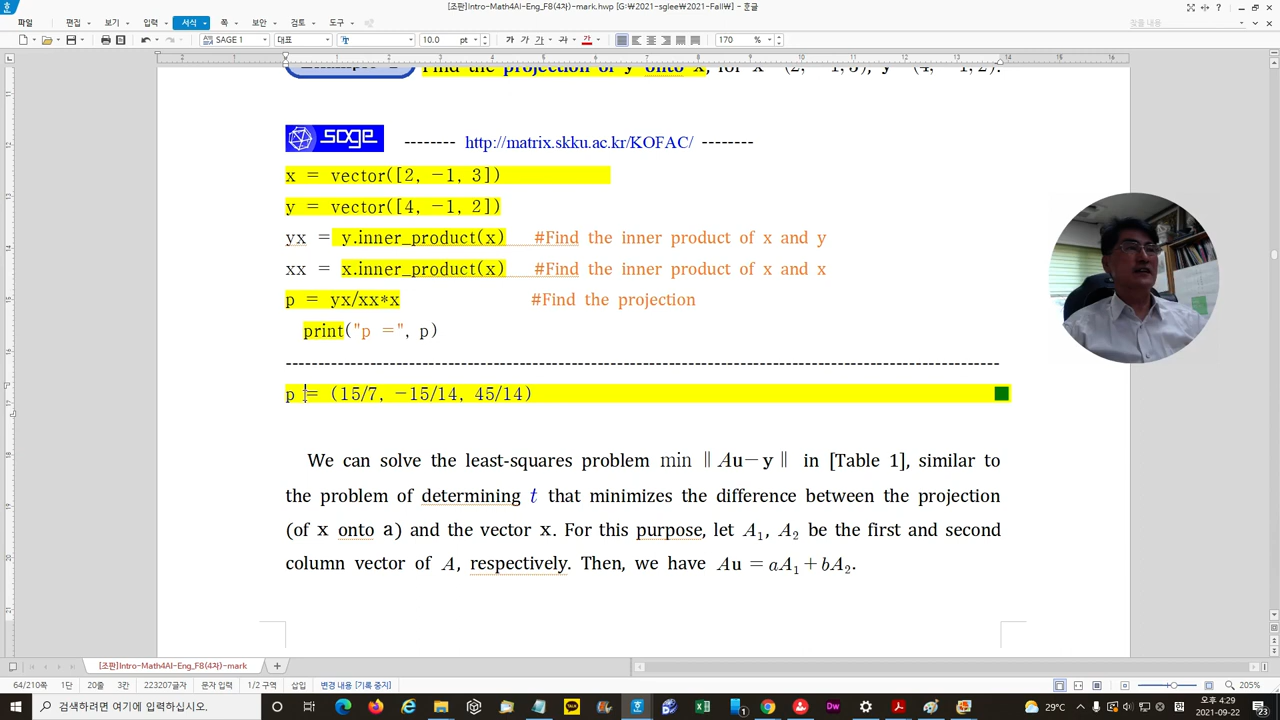 [조판]Intro-Math4AI-Eng_F8(4차)-mark.hwp [G:₩2021-sglee₩2021-Fall₩] - 한글
파일 편집 보기 입력 서식 쪽 보안 검토 도구
찾을 내용
SAGE 1 대표 10.0 pt 가 가 가 가 가 170 %
Find the projection of y onto x, for x = (2, −1, 3), y = (4, −1, 2).
sage -------- http://matrix.skku.ac.kr/KOFAC/ --------
x = vector([2, −1, 3])
y = vector([4, −1, 2])
yx = y.inner_product(x) #Find the inner product of x and y
xx = x.inner_product(x) #Find the inner product of x and x
p = yx/xx*x #Find the projection
print("p =", p)
p = (15/7, −15/14, 45/14)
We can solve the least-squares problem min ‖Au−y‖ in [Table 1], similar to
the problem of determining t that minimizes the difference between the projection
(of x onto a) and the vector x. For this purpose, let A₁, A₂ be the first and second
column vector of A, respectively. Then, we have Au = aA₁+bA₂.
[조판]Intro-Math4AI-Eng_F8(4차)-mark
64/210쪽 1단 20줄 3칸 223207글자 문자 입력 1/2 구역 삽입 변경 내용 [기록 중지] 205%
검색하려면 여기에 입력하십시오. 29℃ 오후 4:29
2021-09-22